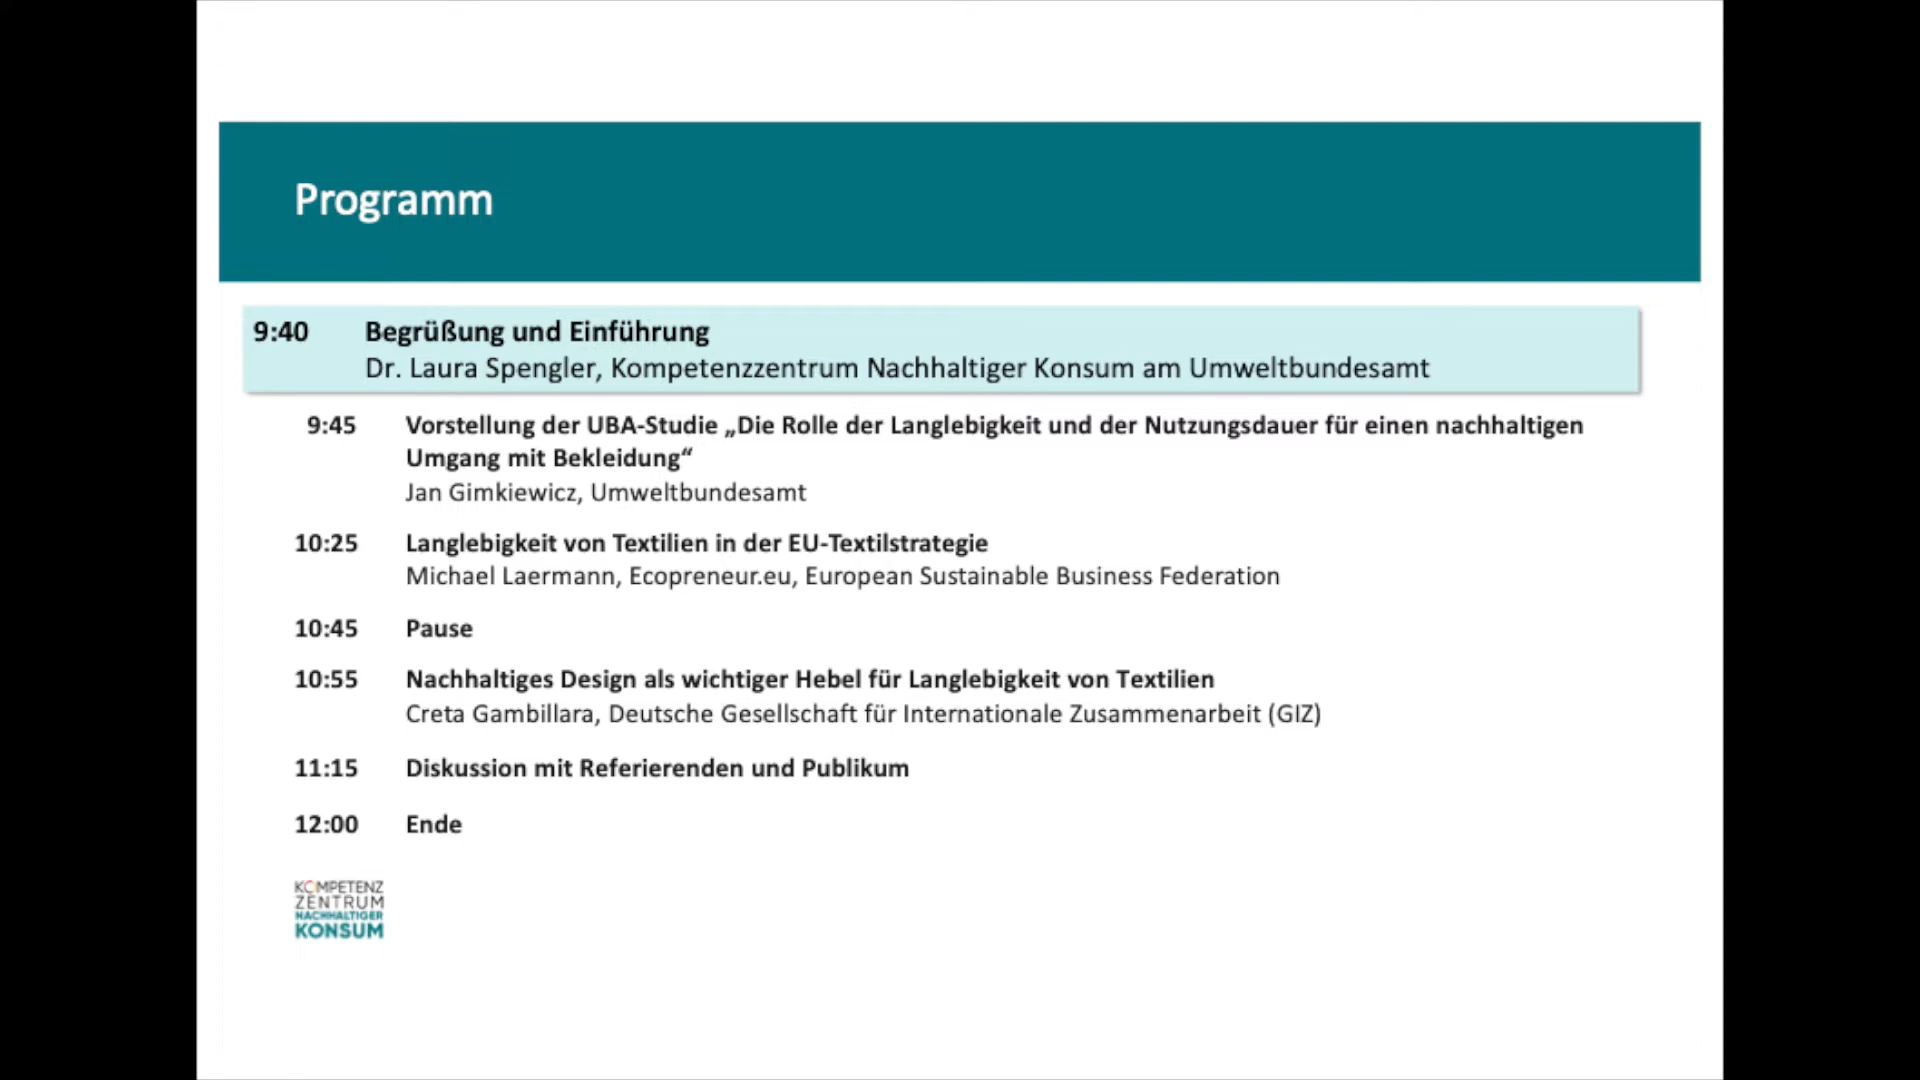 Programm
9:40 Begrüßung und Einführung
Dr. Laura Spengler, Kompetenzzentrum Nachhaltiger Konsum am Umweltbundesamt
9:45 Vorstellung der UBA-Studie „Die Rolle der Langlebigkeit und der Nutzungsdauer für einen nachhaltigen
Umgang mit Bekleidung“
Jan Gimkiewicz, Umweltbundesamt
10:25 Langlebigkeit von Textilien in der EU-Textilstrategie
Michael Laermann, Ecopreneur.eu, European Sustainable Business Federation
10:45 Pause
10:55 Nachhaltiges Design als wichtiger Hebel für Langlebigkeit von Textilien
Creta Gambillara, Deutsche Gesellschaft für Internationale Zusammenarbeit (GIZ)
11:15 Diskussion mit Referierenden und Publikum
12:00 Ende
KOMPETENZ
ZENTRUM
NACHHALTIGER
KONSUM